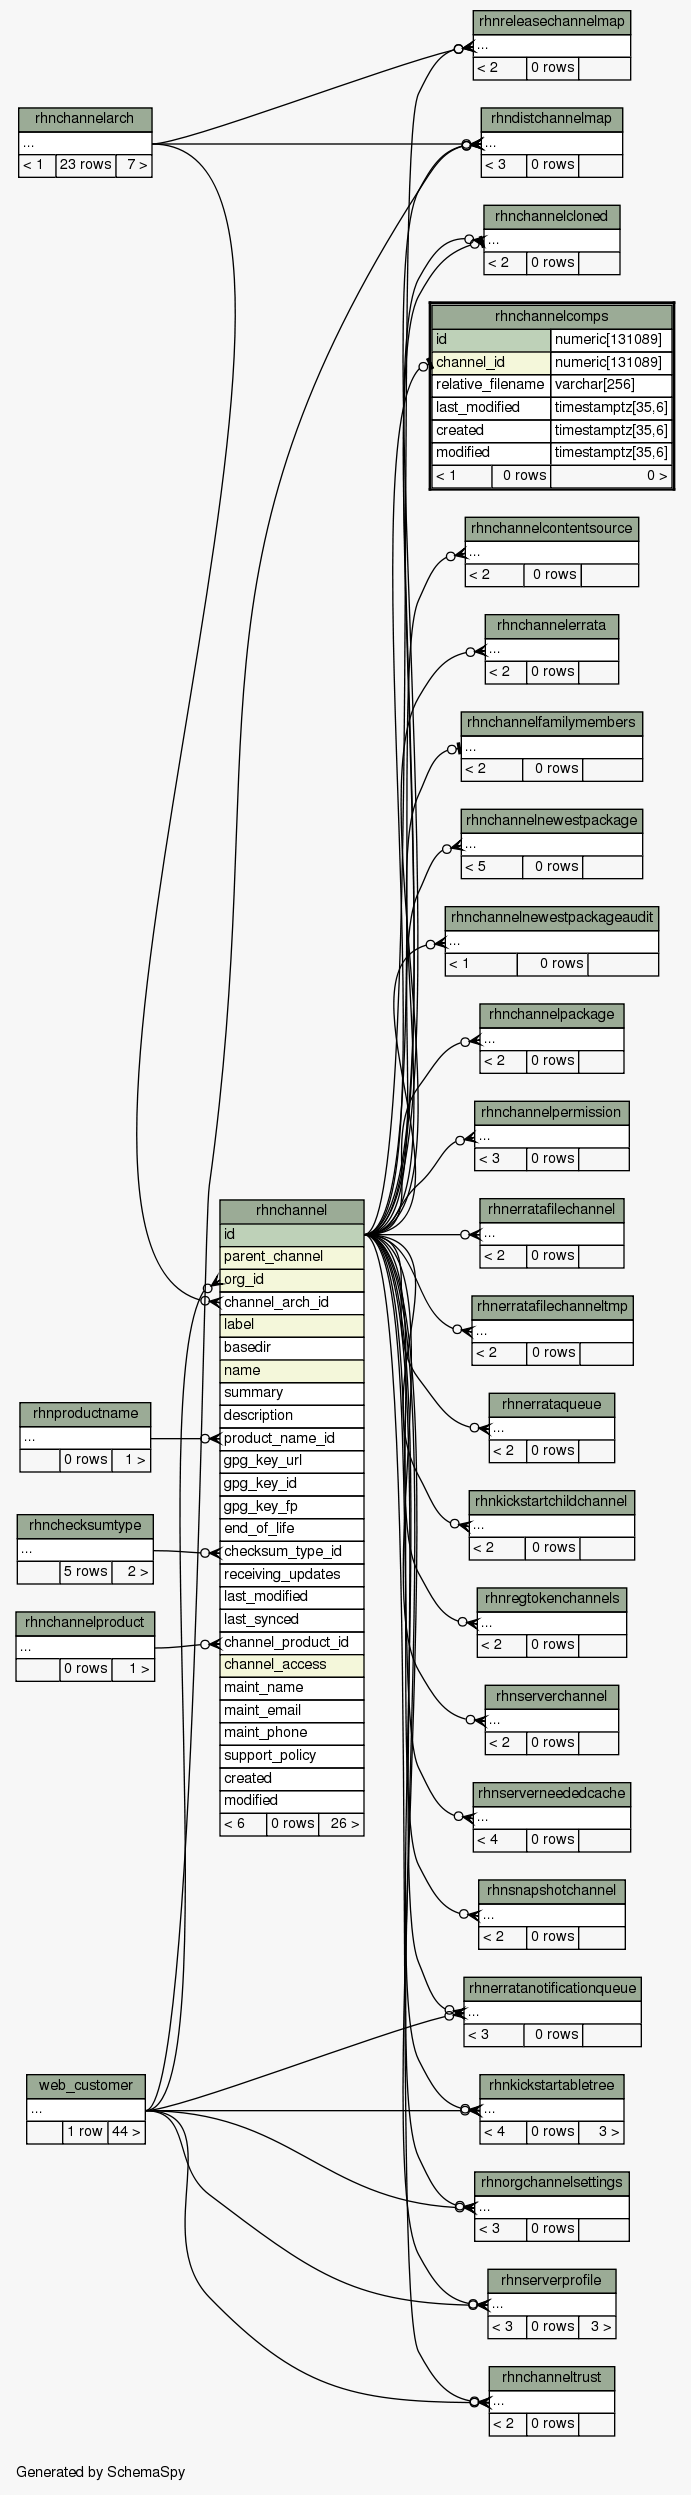 rhnreleasechannelmap
...
< 2 0 rows
rhnchannelarch
...
< 1 23 rows 7 >
rhndistchannelmap
...
< 3 0 rows
rhnchannelcloned
...
< 2 0 rows
rhnchannelcomps
id numeric[131089]
channel_id numeric[131089]
relative_filename varchar[256]
last_modified timestamptz[35,6]
created timestamptz[35,6]
modified timestamptz[35,6]
< 1 0 rows 0 >
rhnchannelcontentsource
...
< 2 0 rows
rhnchannelerrata
...
< 2 0 rows
rhnchannelfamilymembers
...
< 2 0 rows
rhnchannelnewestpackage
...
< 5 0 rows
rhnchannelnewestpackageaudit
...
< 1 0 rows
rhnchannelpackage
...
< 2 0 rows
rhnchannelpermission
...
< 3 0 rows
rhnerratafilechannel
...
< 2 0 rows
rhnerratafilechanneltmp
...
< 2 0 rows
rhnerrataqueue
...
< 2 0 rows
rhnkickstartchildchannel
...
< 2 0 rows
rhnregtokenchannels
...
< 2 0 rows
rhnserverchannel
...
< 2 0 rows
rhnserverneededcache
...
< 4 0 rows
rhnsnapshotchannel
...
< 2 0 rows
rhnerratanotificationqueue
...
< 3 0 rows
rhnkickstartabletree
...
< 4 0 rows 3 >
rhnorgchannelsettings
...
< 3 0 rows
rhnserverprofile
...
< 3 0 rows 3 >
rhnchanneltrust
...
< 2 0 rows
rhnchannel
id
parent_channel
org_id
channel_arch_id
label
basedir
name
summary
description
product_name_id
gpg_key_url
gpg_key_id
gpg_key_fp
end_of_life
checksum_type_id
receiving_updates
last_modified
last_synced
channel_product_id
channel_access
maint_name
maint_email
maint_phone
support_policy
created
modified
< 6 0 rows 26 >
rhnproductname
...
0 rows 1 >
rhnchecksumtype
...
5 rows 2 >
rhnchannelproduct
...
0 rows 1 >
web_customer
...
1 row 44 >
Generated by SchemaSpy